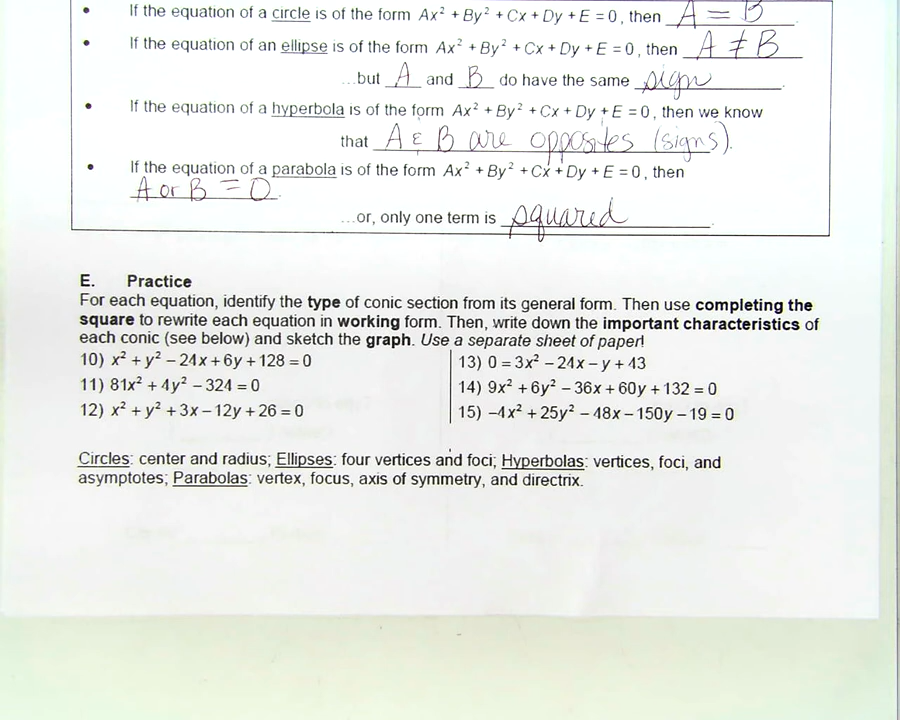 • If the equation of a circle is of the form Ax² + By² + Cx + Dy + E = 0, then A = B.
• If the equation of an ellipse is of the form Ax² + By² + Cx + Dy + E = 0, then A ≠ B
...but A and B do have the same sign.
• If the equation of a hyperbola is of the form Ax² + By² + Cx + Dy + E = 0, then we know
that A & B are opposites (signs).
• If the equation of a parabola is of the form Ax² + By² + Cx + Dy + E = 0, then
A or B = 0.
...or, only one term is squared.
E. Practice
For each equation, identify the type of conic section from its general form. Then use completing the
square to rewrite each equation in working form. Then, write down the important characteristics of
each conic (see below) and sketch the graph. Use a separate sheet of paper!
10) x² + y² − 24x + 6y + 128 = 0
11) 81x² + 4y² − 324 = 0
12) x² + y² + 3x − 12y + 26 = 0
13) 0 = 3x² − 24x − y + 43
14) 9x² + 6y² − 36x + 60y + 132 = 0
15) −4x² + 25y² − 48x − 150y − 19 = 0
Circles: center and radius; Ellipses: four vertices and foci; Hyperbolas: vertices, foci, and
asymptotes; Parabolas: vertex, focus, axis of symmetry, and directrix.